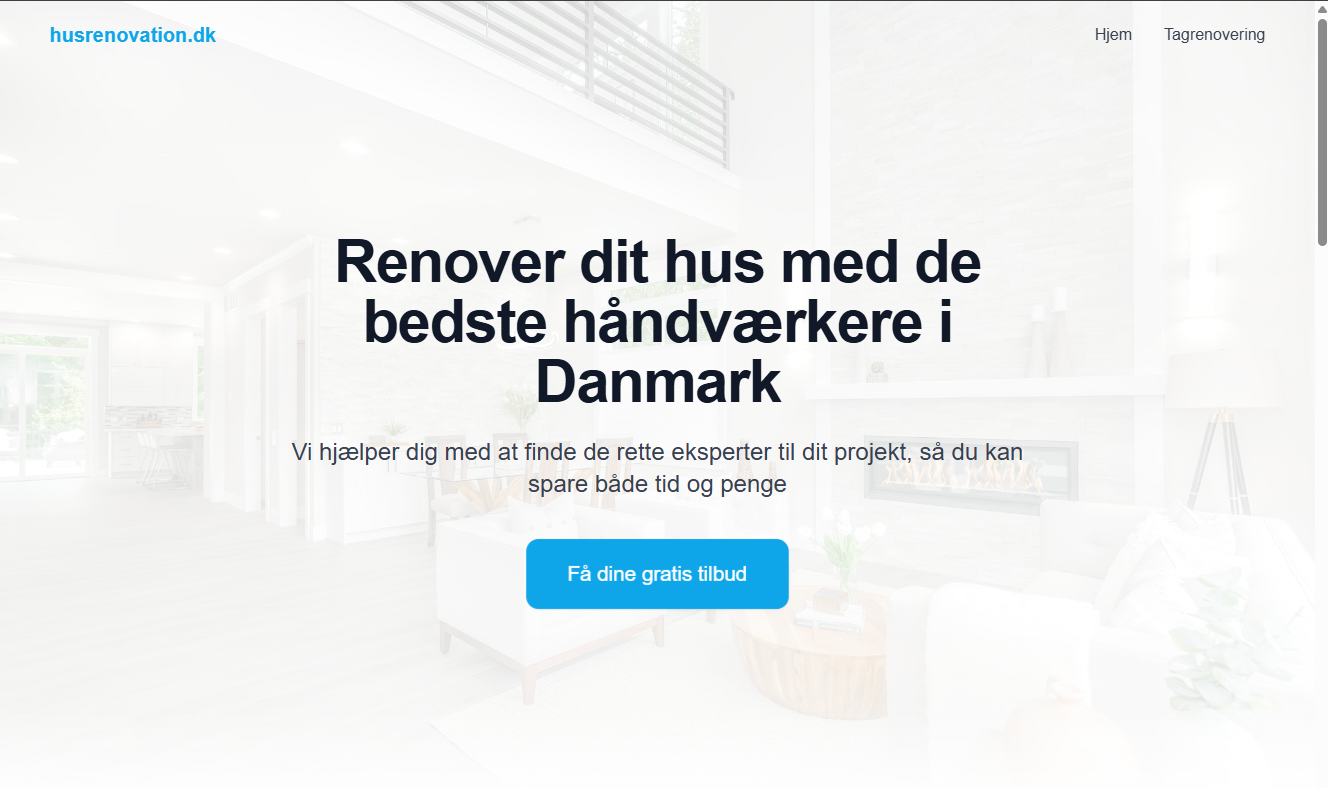 husrenovation.dk
Hjem
Tagrenovering
Renover dit hus med de
bedste håndværkere i
Danmark
Vi hjælper dig med at finde de rette eksperter til dit projekt, så du kan
spare både tid og penge
Få dine gratis tilbud